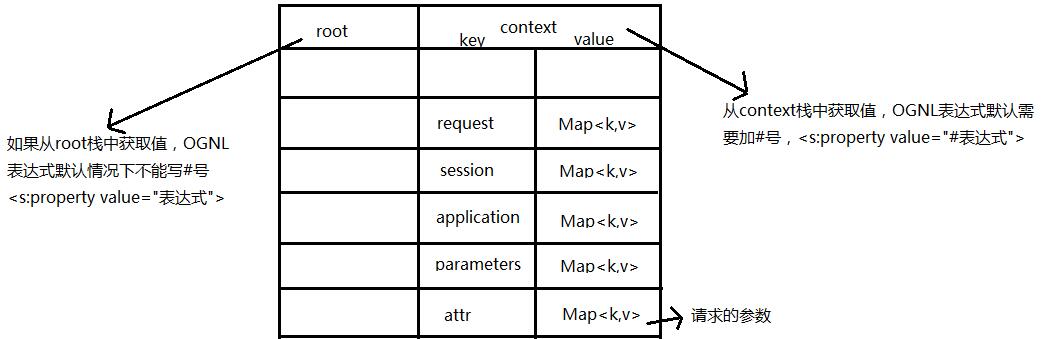 root
context
key
value
request
Map<k,v>
session
Map<k,v>
application
Map<k,v>
parameters
Map<k,v>
attr
Map<k,v>
如果从root栈中获取值，OGNL
表达式默认情况下不能写#号
<s:property value="表达式">
从context栈中获取值，OGNL表达式默认需
要加#号，<s:property value="#表达式">
请求的参数